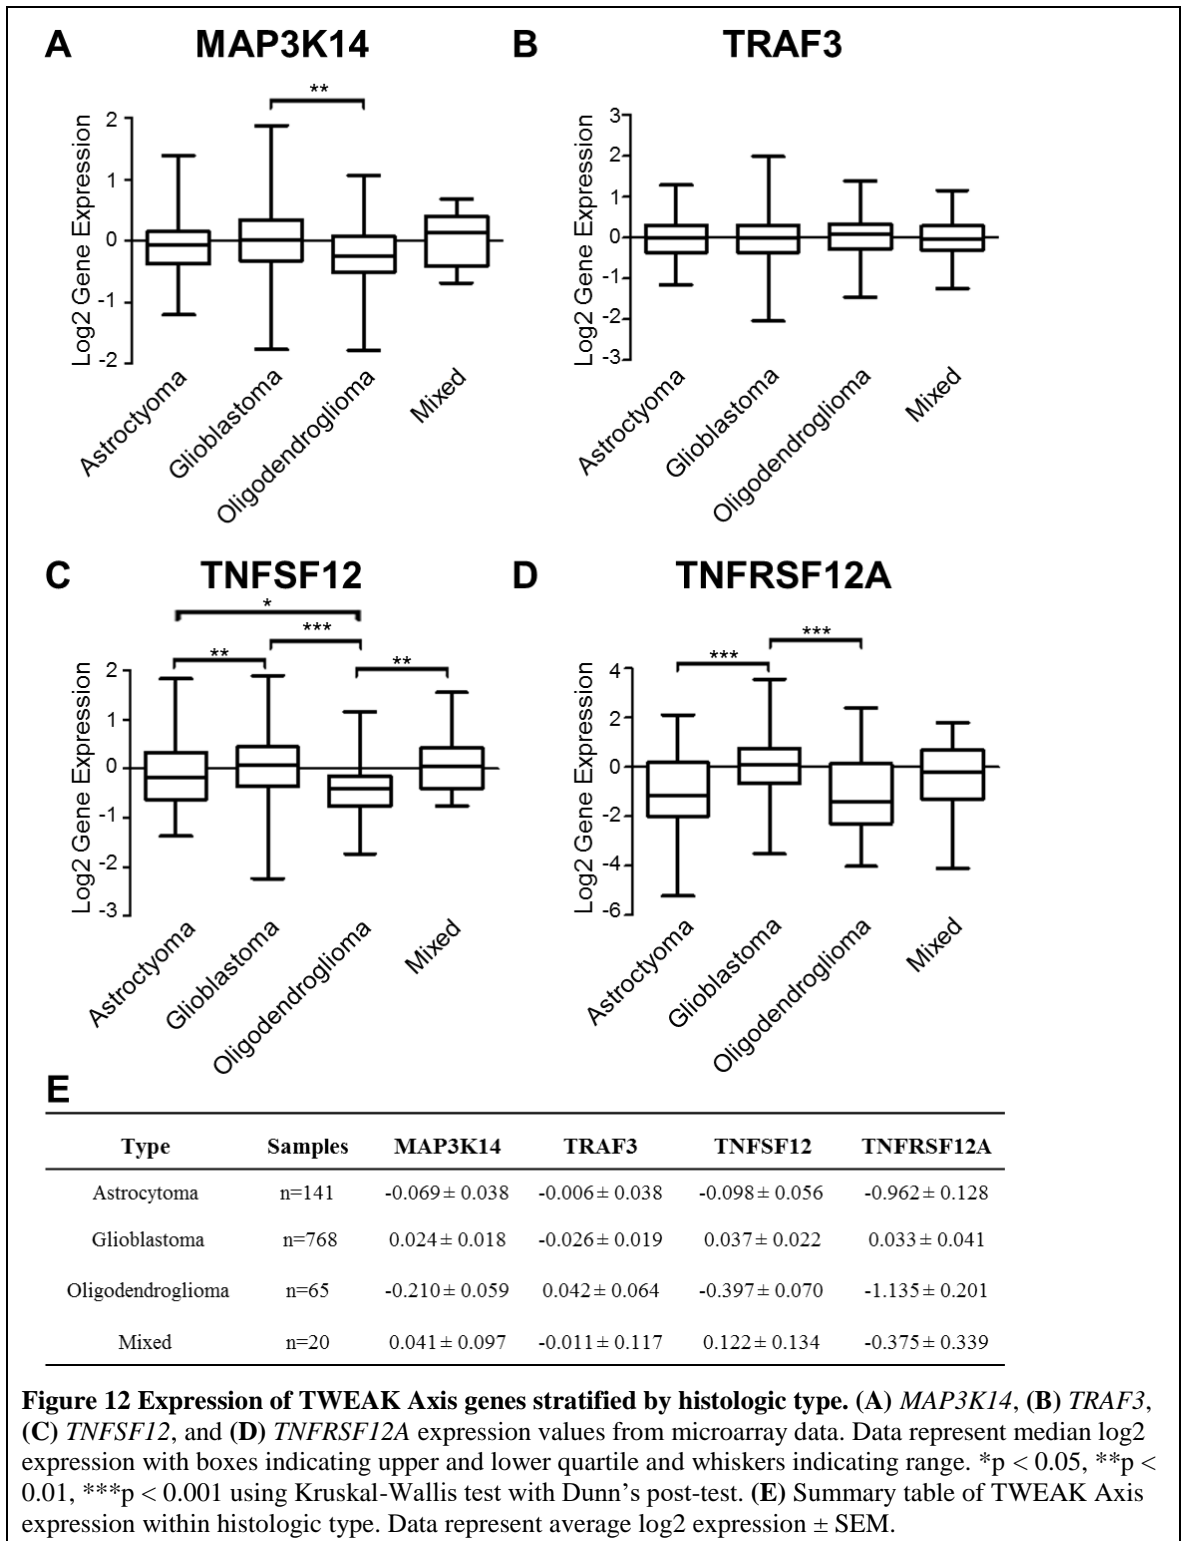 A MAP3K14
**
Log2 Gene Expression
2
1
0
-1
-2
Astroctyoma
Glioblastoma
Oligodendroglioma
Mixed
B TRAF3
Log2 Gene Expression
3
2
1
0
-1
-2
-3
Astroctyoma
Glioblastoma
Oligodendroglioma
Mixed
C TNFSF12
*
***
**
**
Log2 Gene Expression
2
1
0
-1
-2
-3
Astroctyoma
Glioblastoma
Oligodendroglioma
Mixed
D TNFRSF12A
***
***
Log2 Gene Expression
4
2
0
-2
-4
-6
Astroctyoma
Glioblastoma
Oligodendroglioma
Mixed
E
Type Samples MAP3K14 TRAF3 TNFSF12 TNFRSF12A
Astrocytoma n=141 -0.069 ± 0.038 -0.006 ± 0.038 -0.098 ± 0.056 -0.962 ± 0.128
Glioblastoma n=768 0.024 ± 0.018 -0.026 ± 0.019 0.037 ± 0.022 0.033 ± 0.041
Oligodendroglioma n=65 -0.210 ± 0.059 0.042 ± 0.064 -0.397 ± 0.070 -1.135 ± 0.201
Mixed n=20 0.041 ± 0.097 -0.011 ± 0.117 0.122 ± 0.134 -0.375 ± 0.339
Figure 12 Expression of TWEAK Axis genes stratified by histologic type. (A) MAP3K14, (B) TRAF3,
(C) TNFSF12, and (D) TNFRSF12A expression values from microarray data. Data represent median log2
expression with boxes indicating upper and lower quartile and whiskers indicating range. *p < 0.05, **p <
0.01, ***p < 0.001 using Kruskal-Wallis test with Dunn’s post-test. (E) Summary table of TWEAK Axis
expression within histologic type. Data represent average log2 expression ± SEM.